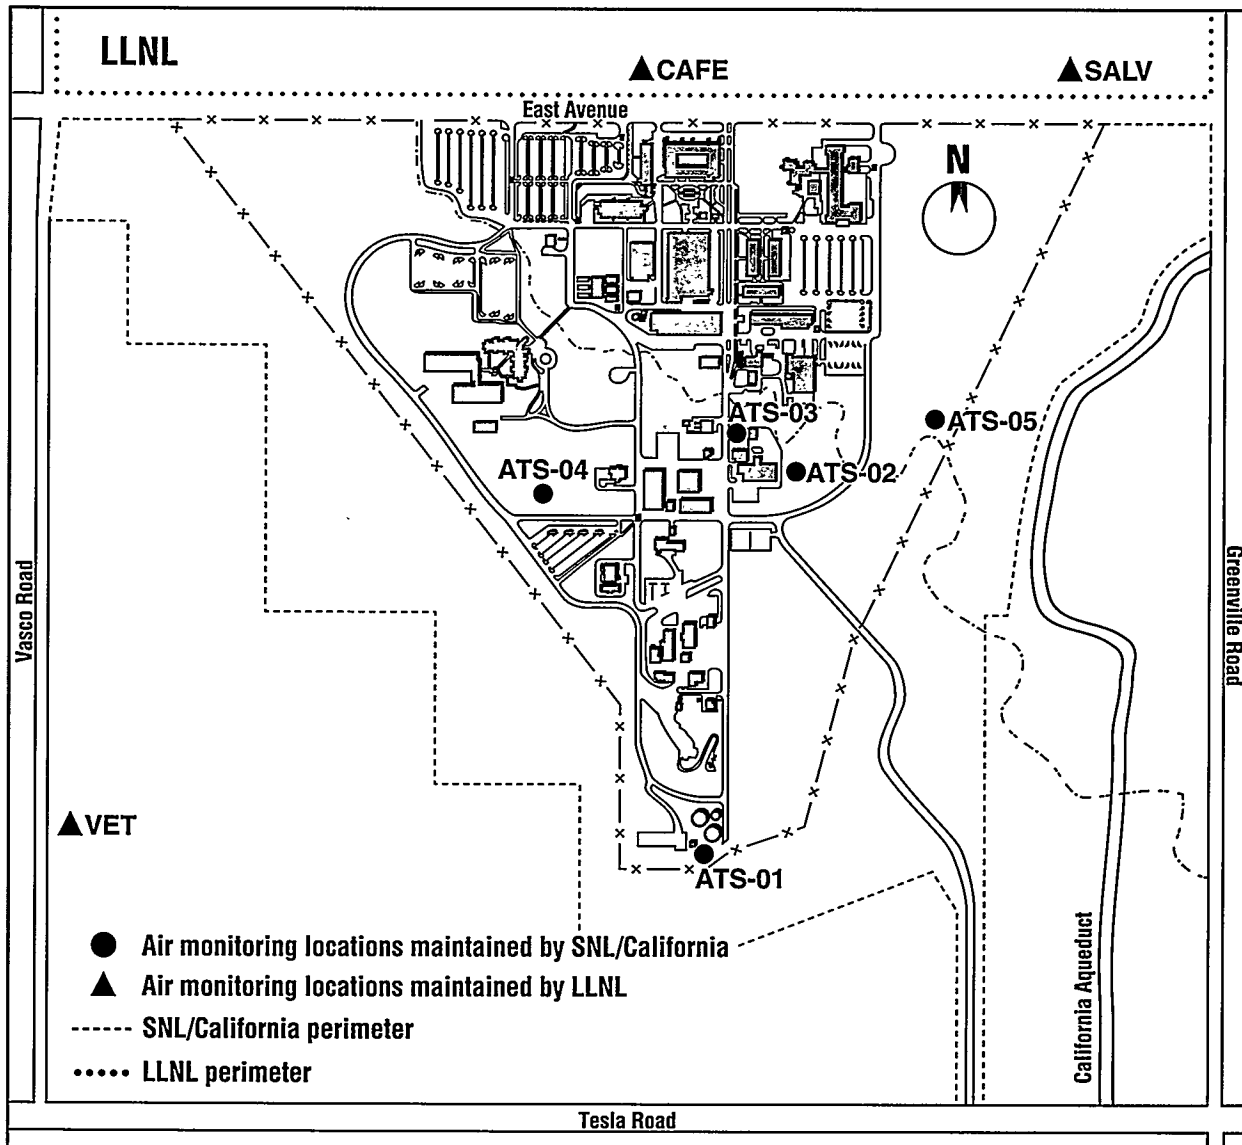 LLNL
CAFE
SALV
East Avenue
N
ATS-03
ATS-05
ATS-04
ATS-02
Vasco Road
Greenville Road
VET
ATS-01
Air monitoring locations maintained by SNL/California
Air monitoring locations maintained by LLNL
SNL/California perimeter
LLNL perimeter
California Aqueduct
Tesla Road